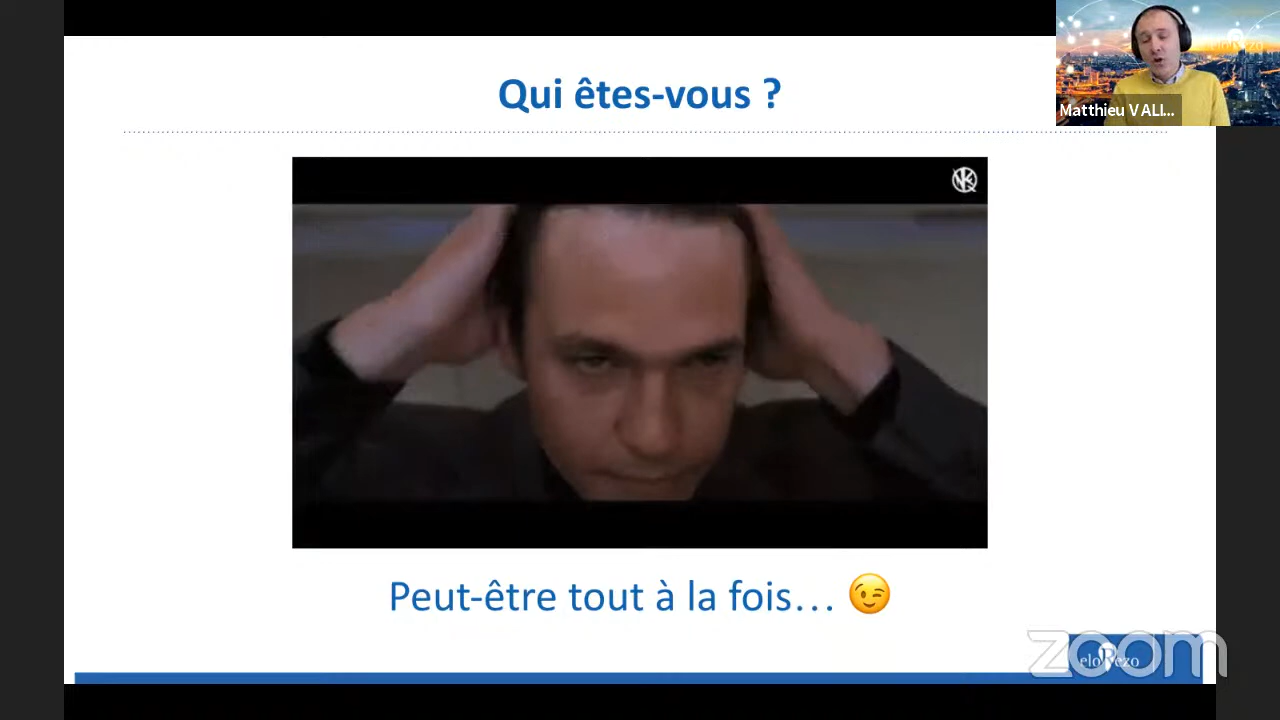 Qui êtes-vous ?
Matthieu VALI...
Peut-être tout à la fois… 😉
zoom
eloRezo